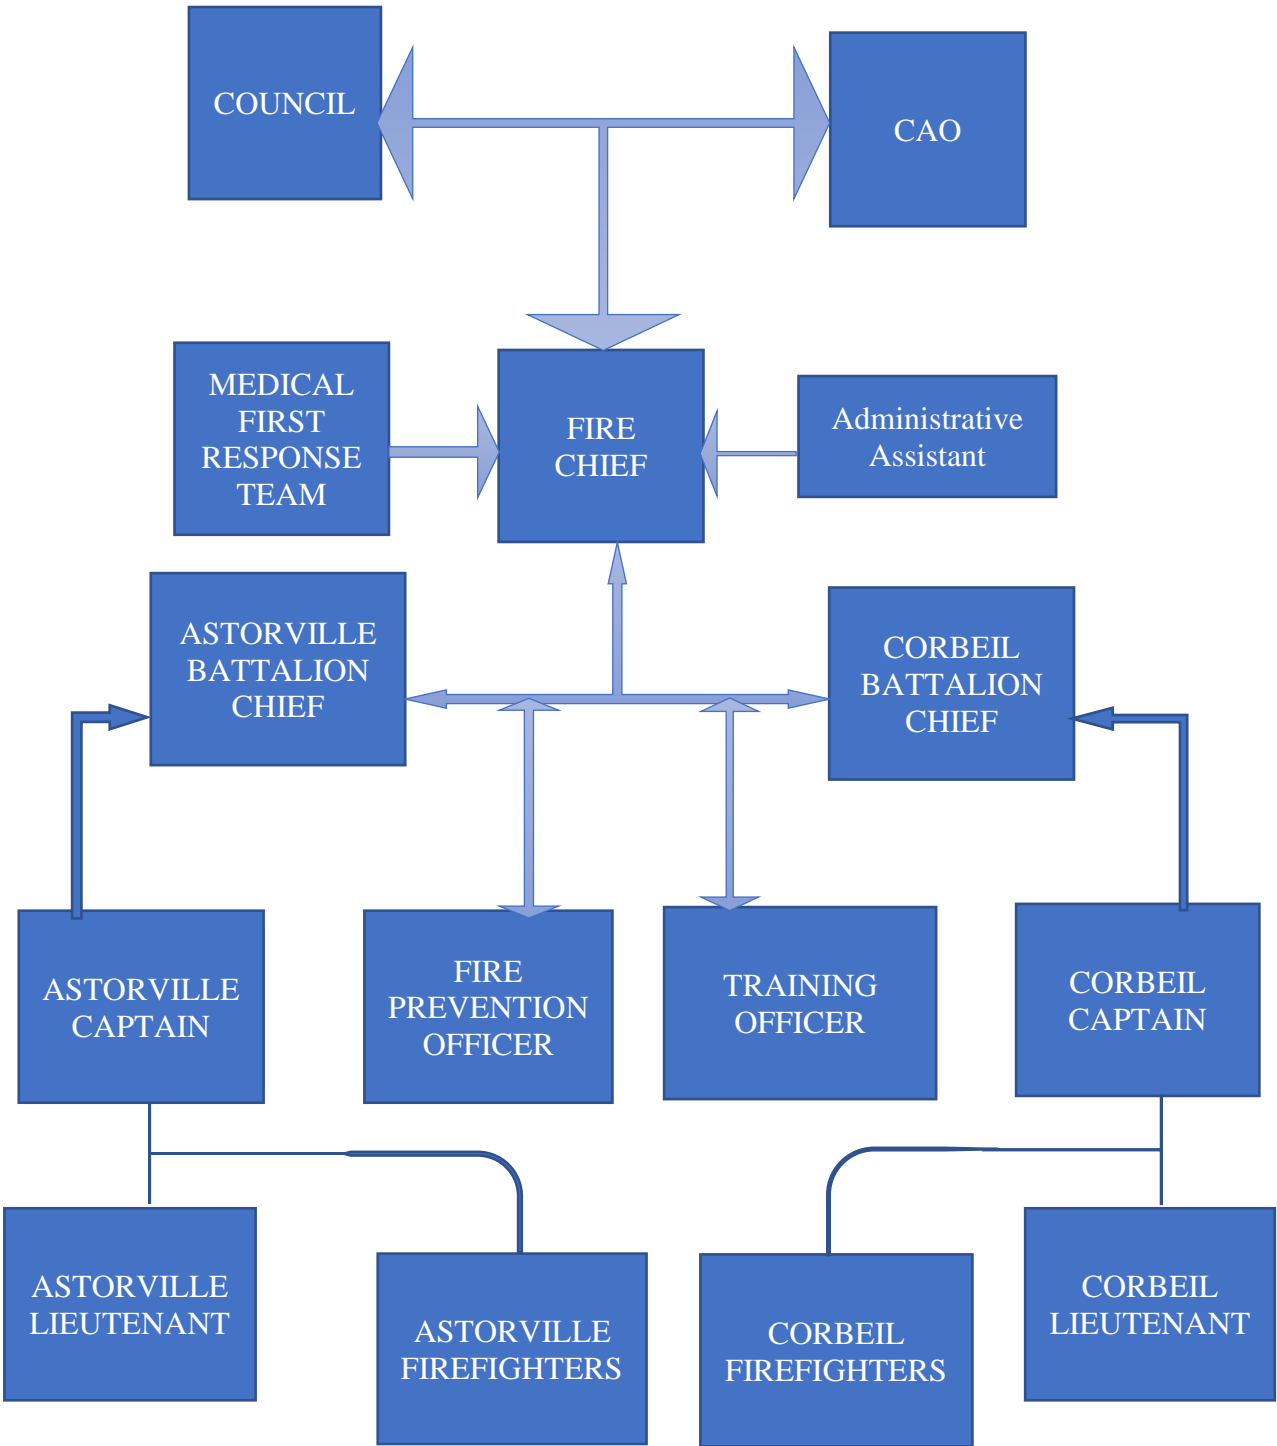 COUNCIL
CAO
MEDICAL
FIRST
RESPONSE
TEAM
FIRE
CHIEF
Administrative
Assistant
ASTORVILLE
BATTALION
CHIEF
CORBEIL
BATTALION
CHIEF
ASTORVILLE
CAPTAIN
FIRE
PREVENTION
OFFICER
TRAINING
OFFICER
CORBEIL
CAPTAIN
ASTORVILLE
LIEUTENANT
ASTORVILLE
FIREFIGHTERS
CORBEIL
FIREFIGHTERS
CORBEIL
LIEUTENANT